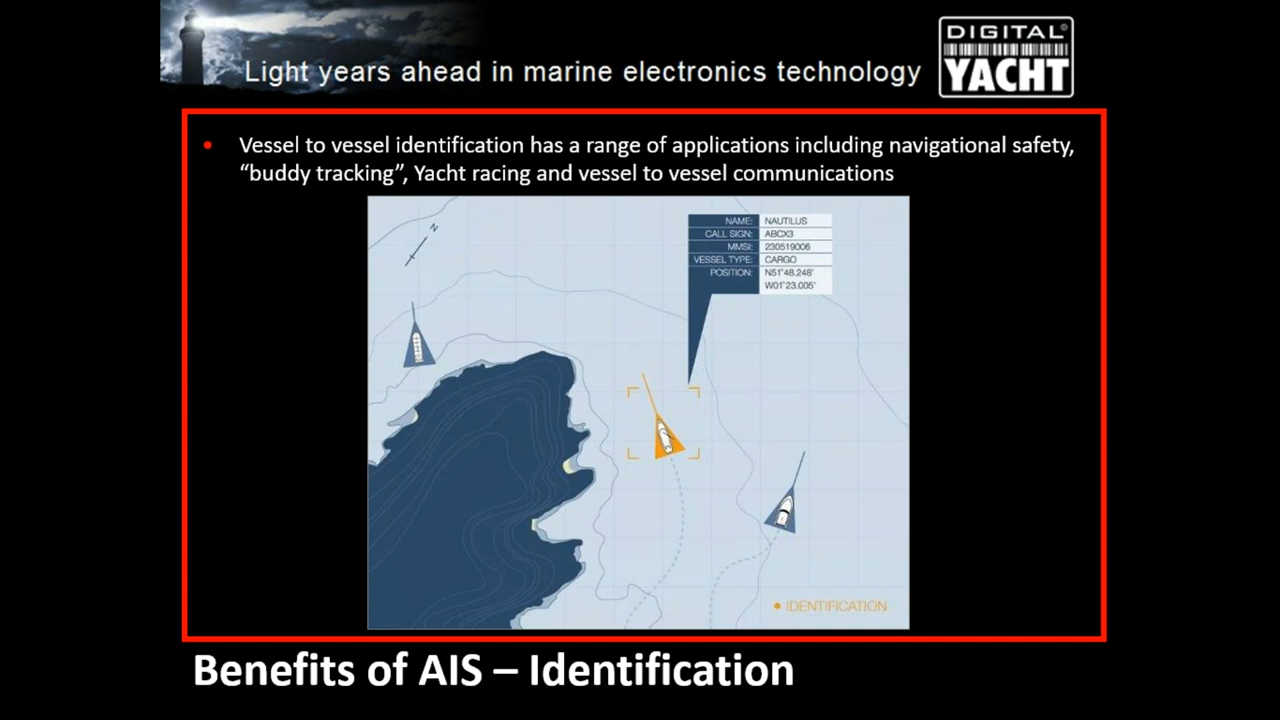 Light years ahead in marine electronics technology
DIGITAL
YACHT
• Vessel to vessel identification has a range of applications including navigational safety,
“buddy tracking”, Yacht racing and vessel to vessel communications
N
NAME: NAUTILUS
CALL SIGN: ABCX3
MMSI: 230519006
VESSEL TYPE: CARGO
POSITION: N51°48.248'
W01°23.005'
• IDENTIFICATION
Benefits of AIS – Identification